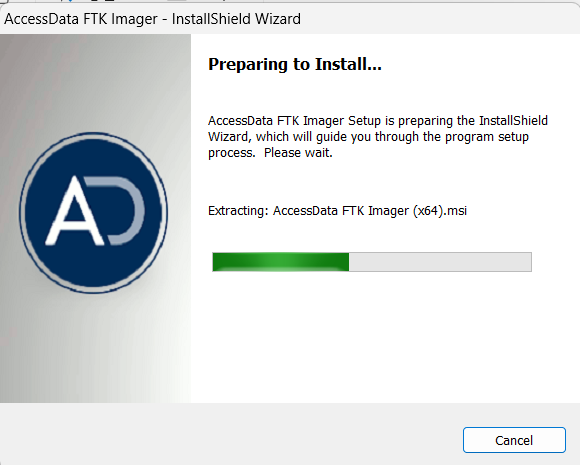 AccessData FTK Imager - InstallShield Wizard
Preparing to Install...
AccessData FTK Imager Setup is preparing the InstallShield
Wizard, which will guide you through the program setup
process. Please wait.
Extracting: AccessData FTK Imager (x64).msi
AD
Cancel